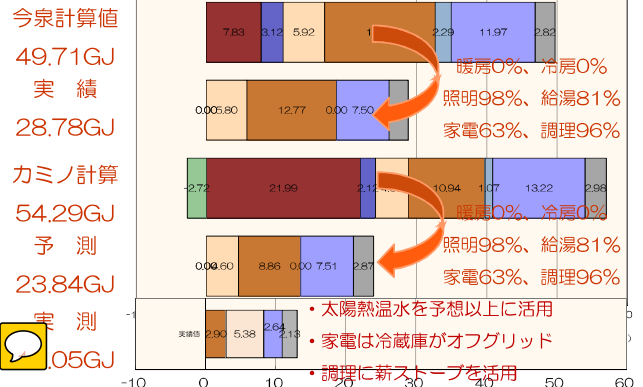 今泉計算値
49.71GJ
7.83 3.12 5.92 2.29 11.97 2.82
暖房0%、冷房0%
照明98%、給湯81%
家電63%、調理96%
実 績
28.78GJ
0.00 5.80 12.77 0.00 7.50
カミノ計算
54.29GJ
-2.72 21.99 2.12 10.94 1.07 13.22 2.98
暖房0%、冷房0%
照明98%、給湯81%
家電63%、調理96%
予 測
23.84GJ
4.60 8.86 0.00 7.51 2.87
実 測
.05GJ
実績値 2.90 5.38 2.64 2.13
・太陽熱温水を予想以上に活用
・家電は冷蔵庫がオフグリッド
・調理に薪ストーブを活用
-10 0 10 20 30 40 50 60